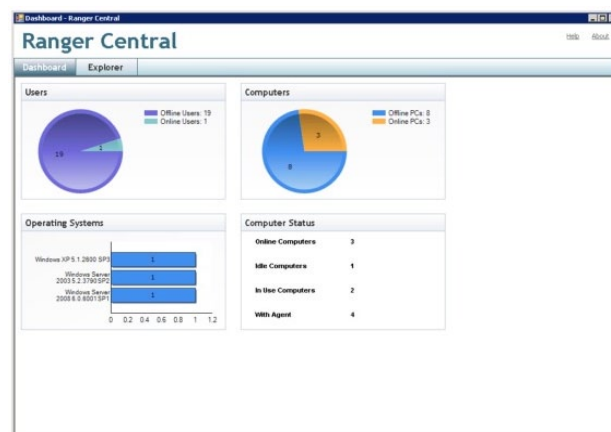 Dashboard - Ranger Central
Ranger Central
Help About
Dashboard Explorer
Users
Offline Users: 19
Online Users: 1
19
1
Computers
Offline PCs: 8
Online PCs: 3
3
8
Operating Systems
Windows XP 5.1.2600 SP3
1
Windows Server
2003 5.2.3790 SP2
1
Windows Server
2008 6.0.6001 SP1
1
0 0.2 0.4 0.6 0.8 1 1.2
Computer Status
Online Computers 3
Idle Computers 1
In Use Computers 2
With Agent 4